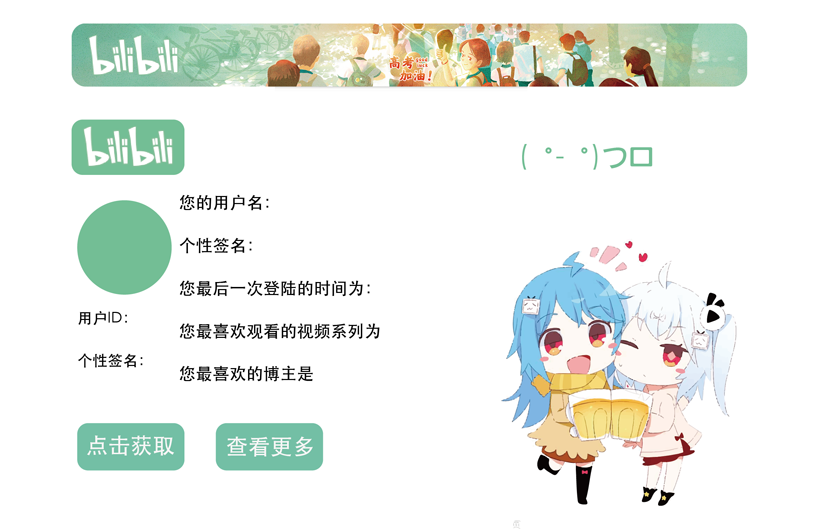 bilibili
高考
加油!
bilibili
( °- °)つロ
您的用户名:
个性签名:
您最后一次登陆的时间为:
用户ID:
您最喜欢观看的视频系列为
个性签名:
您最喜欢的博主是
点击获取
查看更多